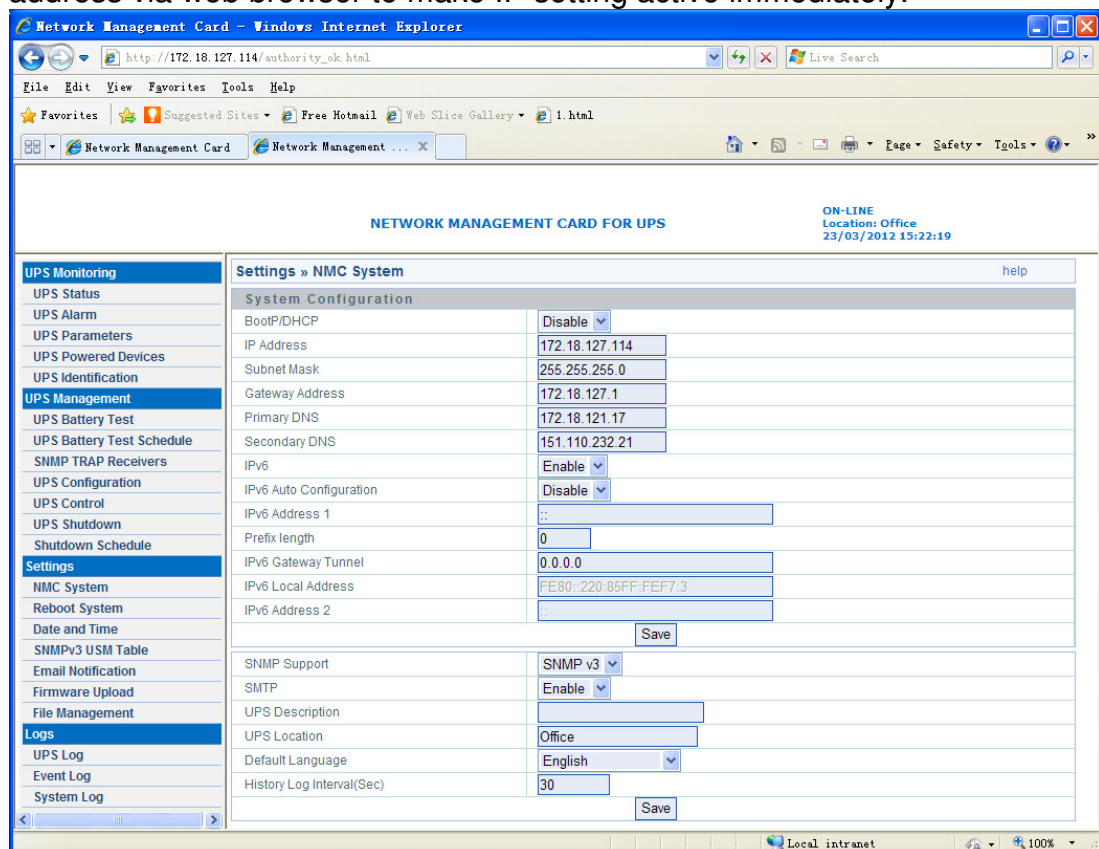 address via web browser to make IP setting active immediately.
Network Management Card - Windows Internet Explorer
http://172.18.127.114/authority_ok.html
Live Search
File Edit View Favorites Tools Help
Favorites Suggested Sites Free Hotmail Web Slice Gallery 1.html
Network Management Card Network Management ... X Page Safety Tools »
NETWORK MANAGEMENT CARD FOR UPS
ON-LINE
Location: Office
23/03/2012 15:22:19
UPS Monitoring
UPS Status
UPS Alarm
UPS Parameters
UPS Powered Devices
UPS Identification
UPS Management
UPS Battery Test
UPS Battery Test Schedule
SNMP TRAP Receivers
UPS Configuration
UPS Control
UPS Shutdown
Shutdown Schedule
Settings
NMC System
Reboot System
Date and Time
SNMPv3 USM Table
Email Notification
Firmware Upload
File Management
Logs
UPS Log
Event Log
System Log
Settings » NMC System help
System Configuration
BootP/DHCP Disable
IP Address 172.18.127.114
Subnet Mask 255.255.255.0
Gateway Address 172.18.127.1
Primary DNS 172.18.121.17
Secondary DNS 151.110.232.21
IPv6 Enable
IPv6 Auto Configuration Disable
IPv6 Address 1 ::
Prefix length 0
IPv6 Gateway Tunnel 0.0.0.0
IPv6 Local Address FE80::220:85FF:FEF7:3
IPv6 Address 2 ::
Save
SNMP Support SNMP v3
SMTP Enable
UPS Description
UPS Location Office
Default Language English
History Log Interval(Sec) 30
Save
Local intranet 100%